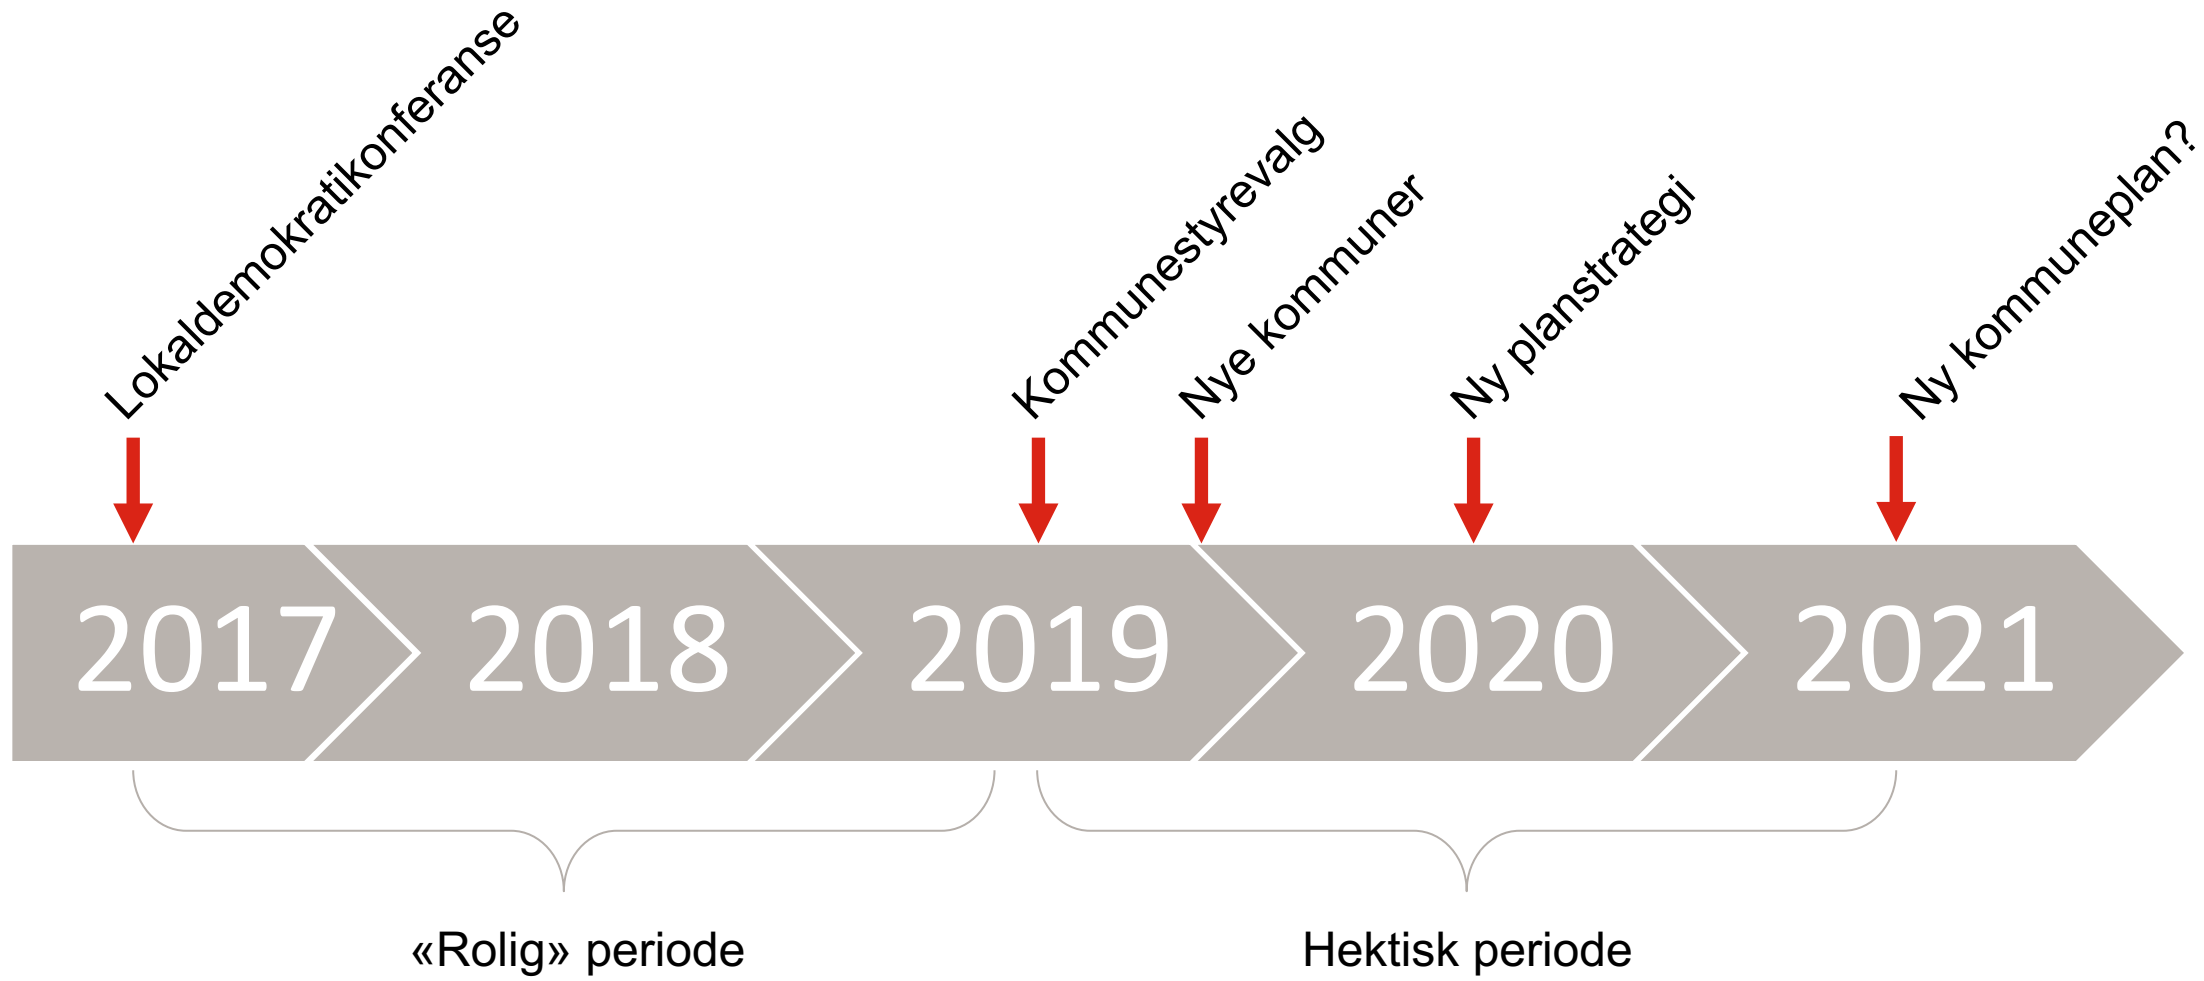 Lokaldemokratikonferanse
Kommunestyrevalg
Nye kommuner
Ny planstrategi
Ny kommuneplan?
2017
2018
2019
2020
2021
«Rolig» periode
Hektisk periode